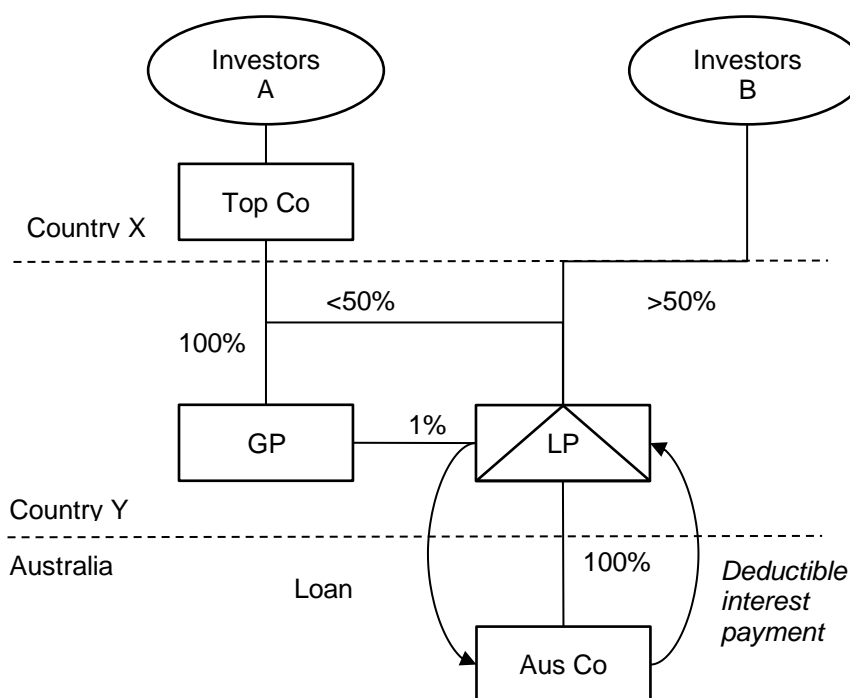 Investors
A
Investors
B
Top Co
Country X
<50%
>50%
100%
GP
1%
LP
Country Y
Australia
Loan
100%
Deductible
interest
payment
Aus Co